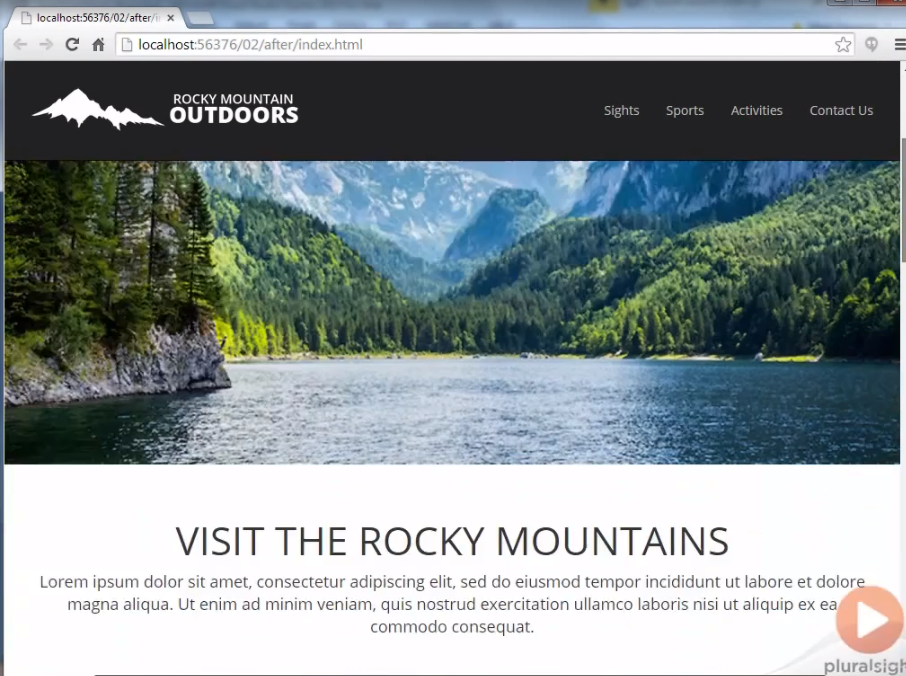 localhost:56376/02/after/i
localhost:56376/02/after/index.html
ROCKY MOUNTAIN
OUTDOORS
Sights Sports Activities Contact Us
VISIT THE ROCKY MOUNTAINS
Lorem ipsum dolor sit amet, consectetur adipiscing elit, sed do eiusmod tempor incididunt ut labore et dolore
magna aliqua. Ut enim ad minim veniam, quis nostrud exercitation ullamco laboris nisi ut aliquip ex ea
commodo consequat.
pluralsigh